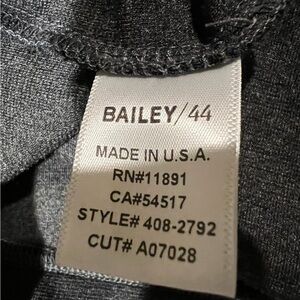 BAILEY/44
MADE IN U.S.A.
RN#11891
CA#54517
STYLE# 408-2792
CUT# A07028